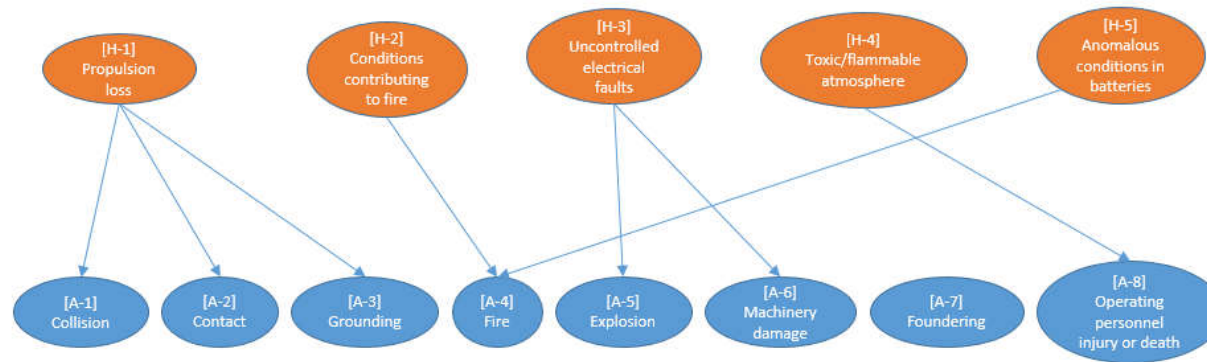 [H-1]
Propulsion
loss
[H-2]
Conditions
contributing
to fire
[H-3]
Uncontrolled
electrical
faults
[H-4]
Toxic/flammable
atmosphere
[H-5]
Anomalous
conditions in
batteries
[A-1]
Collision
[A-2]
Contact
[A-3]
Grounding
[A-4]
Fire
[A-5]
Explosion
[A-6]
Machinery
damage
[A-7]
Foundering
[A-8]
Operating
personnel
injury or death